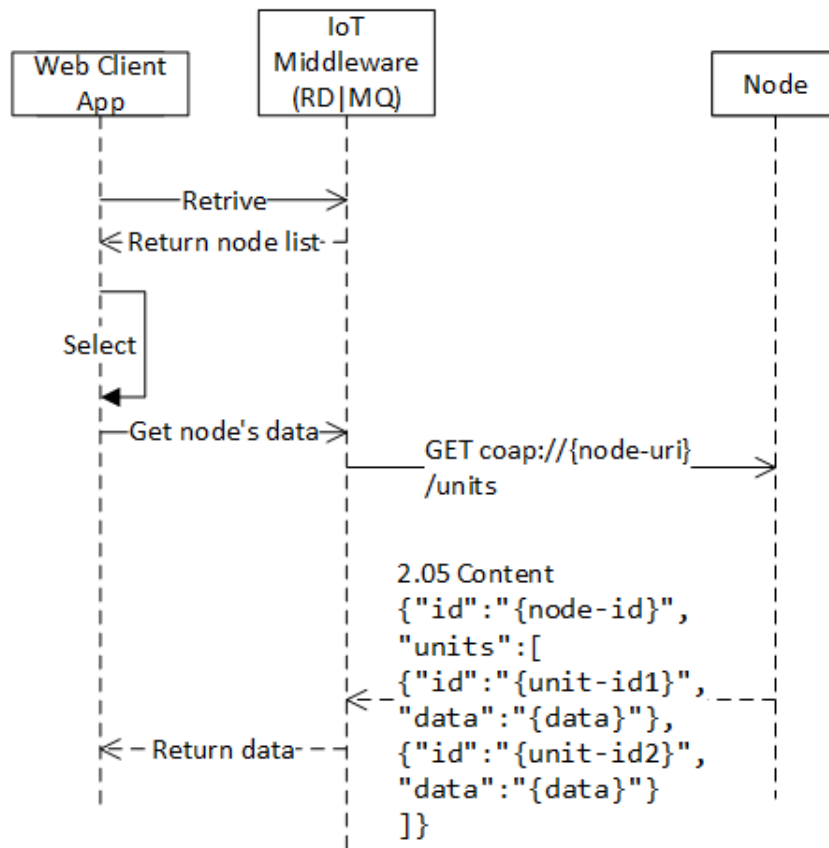 Web Client
App
IoT
Middleware
(RD|MQ)
Node
Retrive
Return node list
Select
Get node's data
GET coap://{node-uri}
/units
2.05 Content
{"id":"{node-id}",
"units":[
{"id":"{unit-id1}",
"data":"{data}"},
{"id":"{unit-id2}",
"data":"{data}"}
]}
Return data